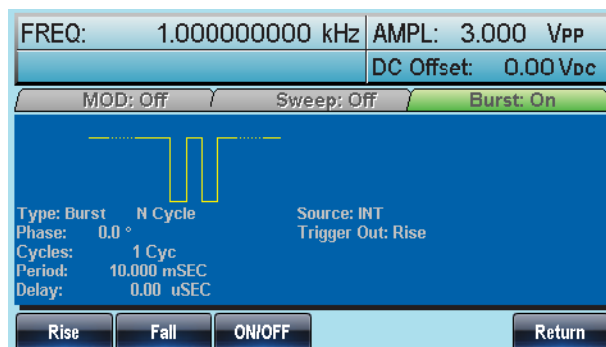 FREQ: 1.000000000 kHz AMPL: 3.000 VPP
DC Offset: 0.00 VDC
MOD: Off Sweep: Off Burst: On
Type: Burst N Cycle Source: INT
Phase: 0.0 ° Trigger Out: Rise
Cycles: 1 Cyc
Period: 10.000 mSEC
Delay: 0.00 uSEC
Rise Fall ON/OFF Return